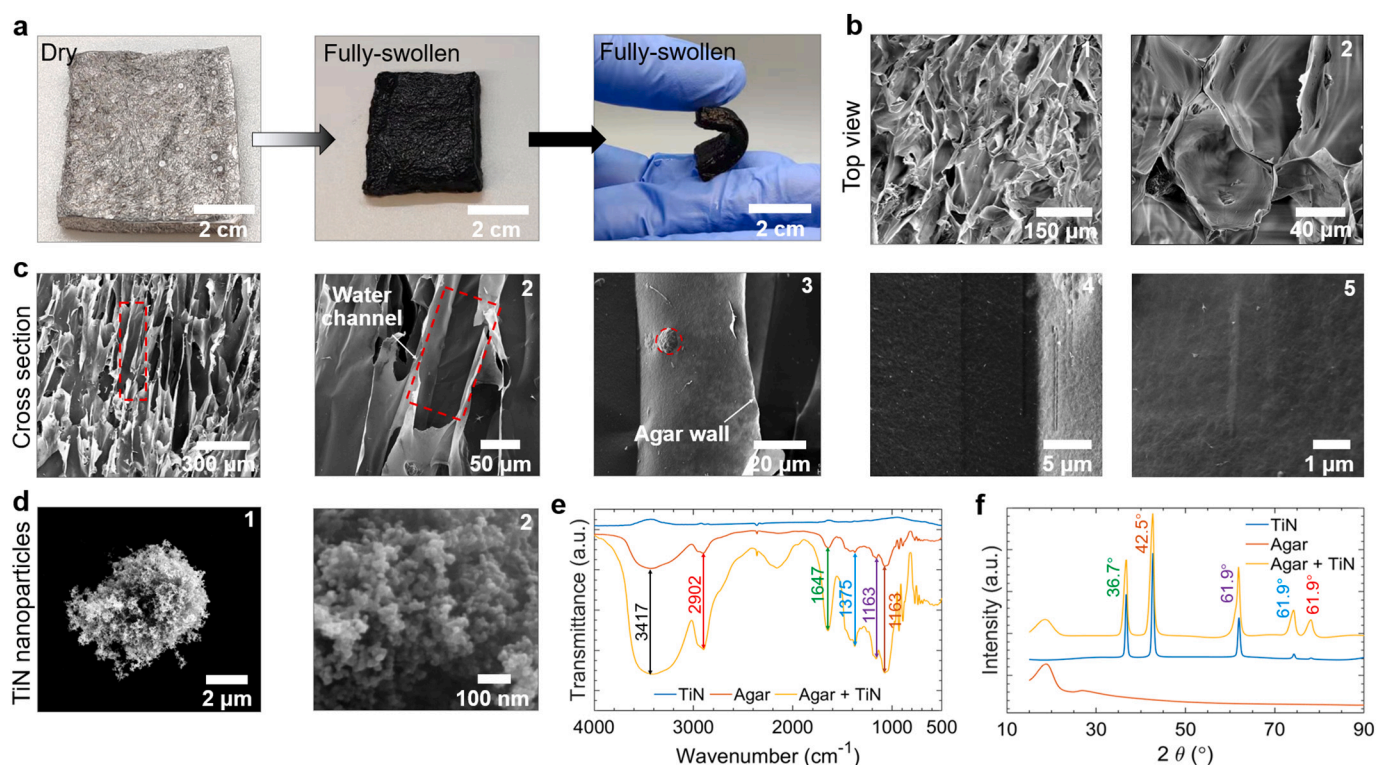 a
Dry
2 cm
Fully-swollen
2 cm
Fully-swollen
2 cm
b
Top view
1
150 μm
2
40 μm
c
Cross section
1
300 μm
Water
channel
2
50 μm
3
Agar wall
20 μm
4
5 μm
5
1 μm
d
TiN nanoparticles
1
2 μm
2
100 nm
e
Transmittance (a.u.)
3417
2902
1647
1375
1163
1163
TiN Agar Agar + TiN
4000 3000 2000 1000 500
Wavenumber (cm⁻¹)
f
Intensity (a.u.)
36.7°
42.5°
61.9°
61.9°
61.9°
TiN
Agar
Agar + TiN
10 30 50 70 90
2 θ (°)